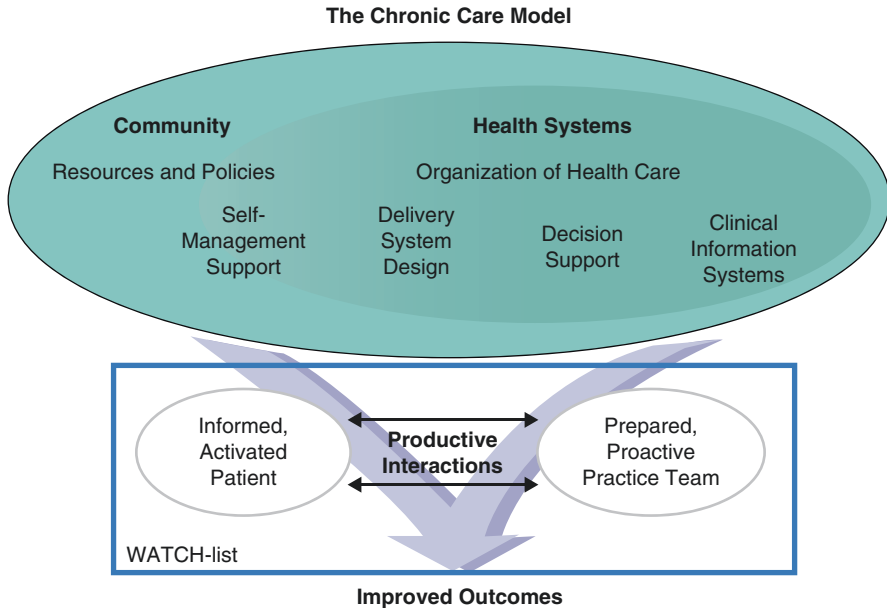 The Chronic Care Model
Community
Health Systems
Resources and Policies
Organization of Health Care
Self-
Management
Support
Delivery
System
Design
Decision
Support
Clinical
Information
Systems
Informed,
Activated
Patient
Productive
Interactions
Prepared,
Proactive
Practice Team
WATCH-list
Improved Outcomes